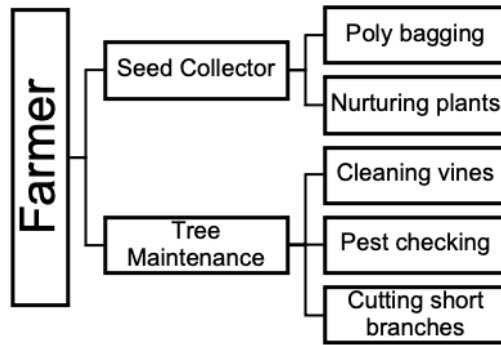 Farmer
Seed Collector
Poly bagging
Nurturing plants
Tree
Maintenance
Cleaning vines
Pest checking
Cutting short
branches